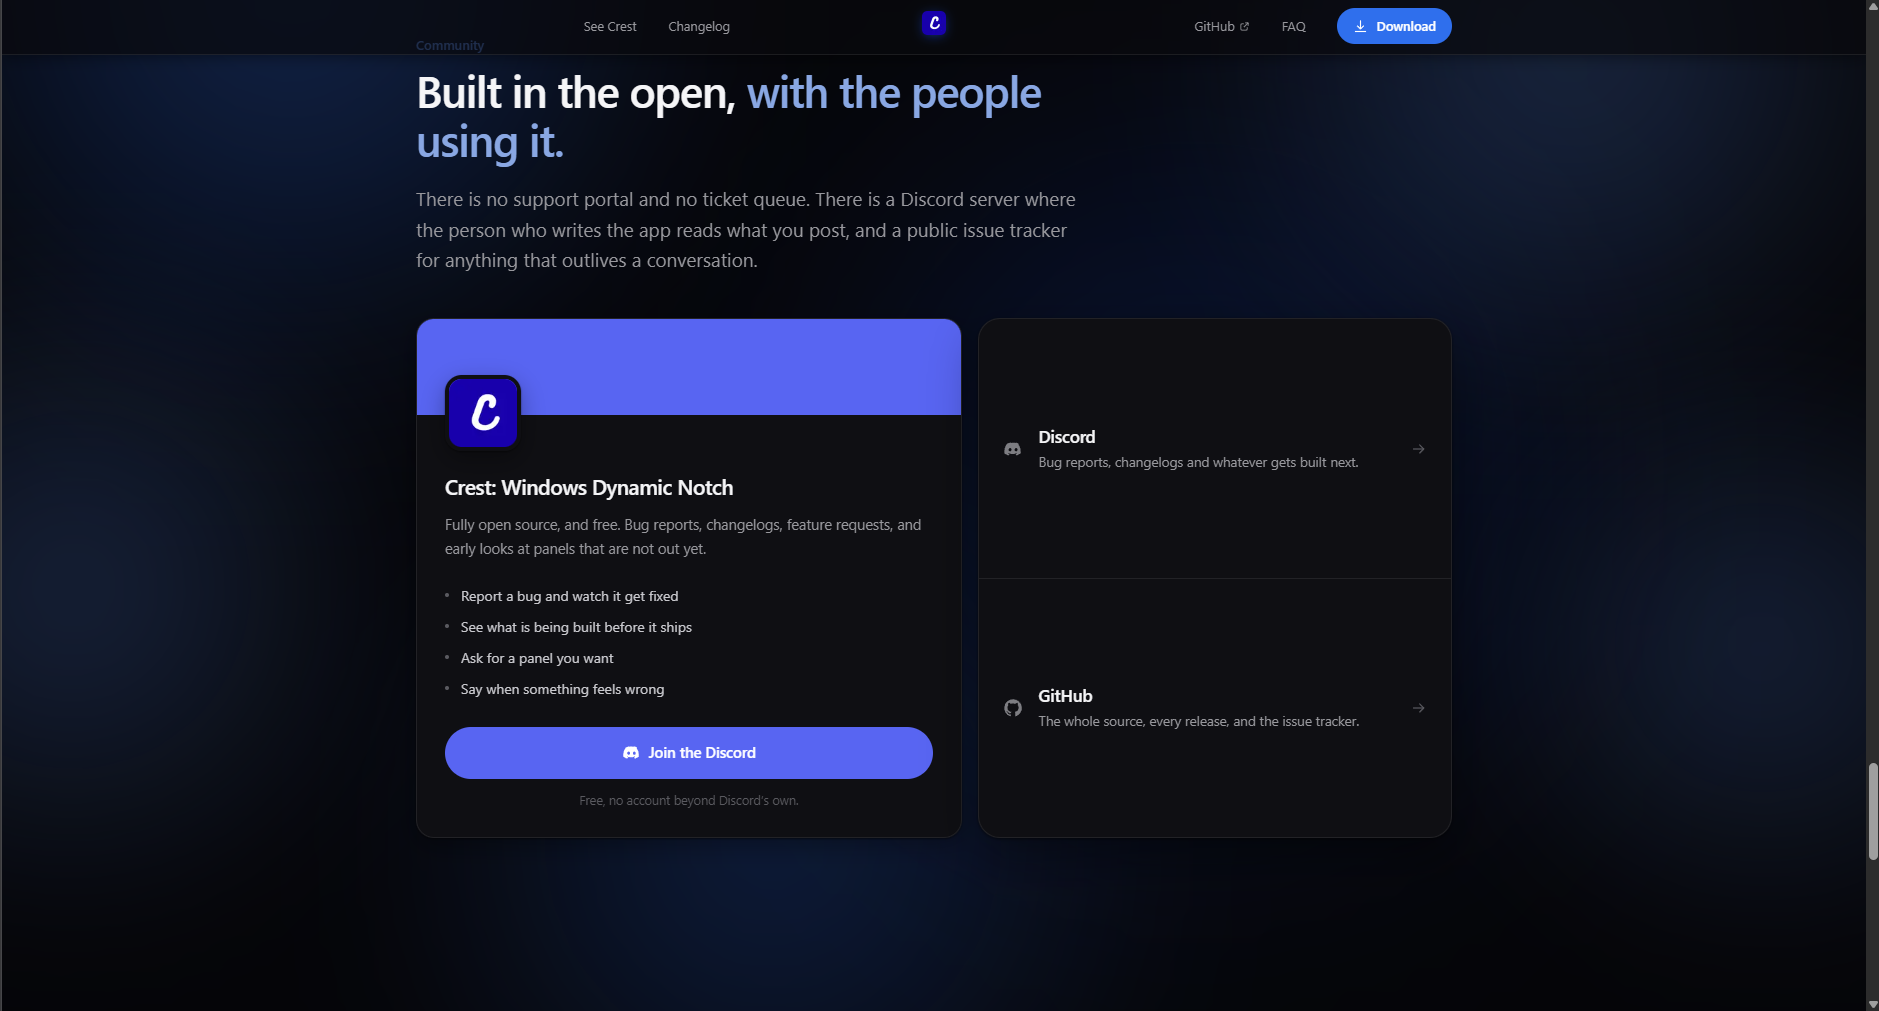 See Crest
Changelog
C
GitHub
FAQ
Download
Community
Built in the open, with the people
using it.
There is no support portal and no ticket queue. There is a Discord server where
the person who writes the app reads what you post, and a public issue tracker
for anything that outlives a conversation.
C
Crest: Windows Dynamic Notch
Fully open source, and free. Bug reports, changelogs, feature requests, and
early looks at panels that are not out yet.
• Report a bug and watch it get fixed
• See what is being built before it ships
• Ask for a panel you want
• Say when something feels wrong
Join the Discord
Free, no account beyond Discord's own.
Discord
Bug reports, changelogs and whatever gets built next.
GitHub
The whole source, every release, and the issue tracker.